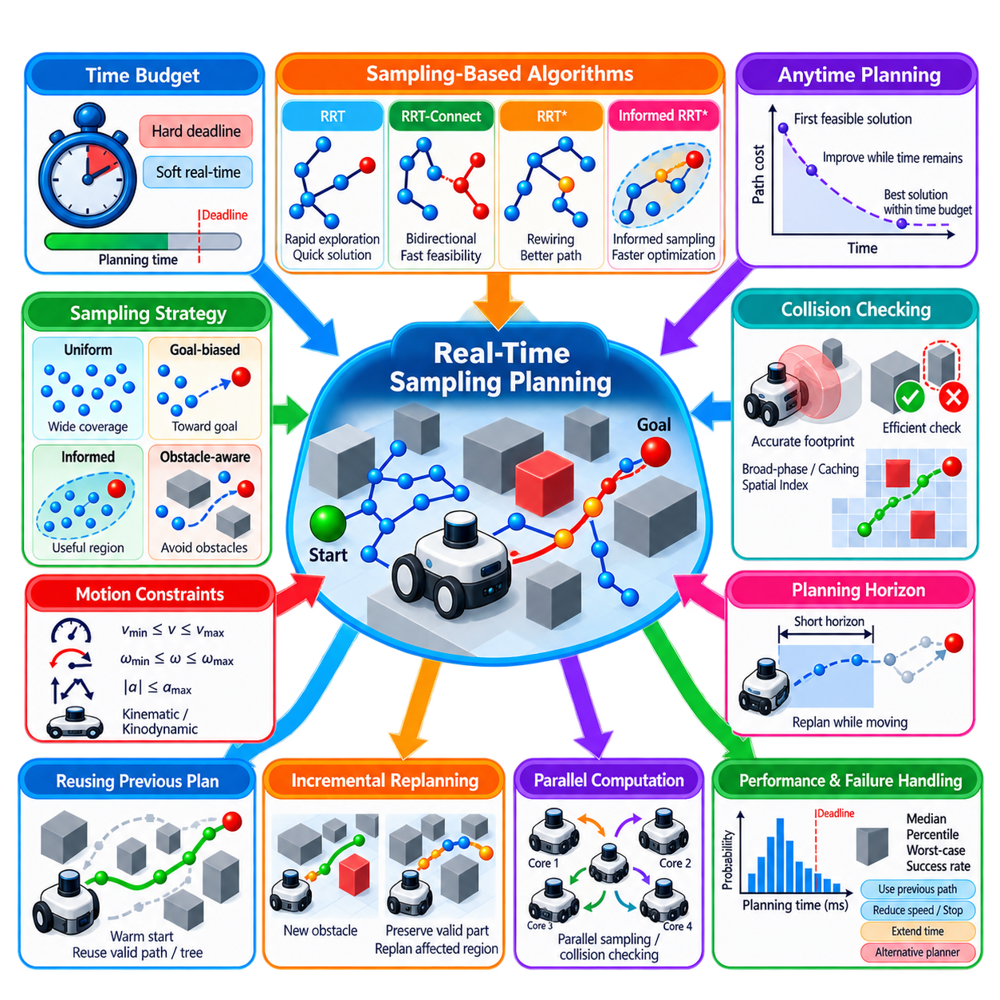 Time Budget
Hard deadline
Soft real-time
Deadline
Planning time
Sampling-Based Algorithms
RRT
Rapid exploration
Quick solution
RRT-Connect
Bidirectional
Fast feasibility
RRT*
Rewiring
Better path
Informed RRT*
Informed sampling
Faster optimization
Anytime Planning
Path cost
First feasible solution
Improve while time remains
Best solution
within time budget
Time
Sampling Strategy
Uniform
Wide coverage
Goal-biased
Toward goal
Informed
Useful region
Obstacle-aware
Avoid obstacles
Real-Time
Sampling Planning
Start
Goal
Collision Checking
Accurate footprint
Efficient check
Broad-phase / Caching
Spatial Index
Motion Constraints
v_min ≤ v ≤ v_max
ω_min ≤ ω ≤ ω_max
|a| ≤ a_max
Kinematic /
Kinodynamic
Planning Horizon
Short horizon
Replan while moving
Reusing Previous Plan
Warm start
Reuse valid path / tree
Incremental Replanning
New obstacle
Preserve valid part
Replan affected region
Parallel Computation
Core 1
Core 2
Core 3
Core 4
Parallel sampling /
collision checking
Performance & Failure Handling
Probability
Deadline
Planning time (ms)
Median
Percentile
Worst-case
Success rate
Use previous path
Reduce speed / Stop
Extend time
Alternative planner